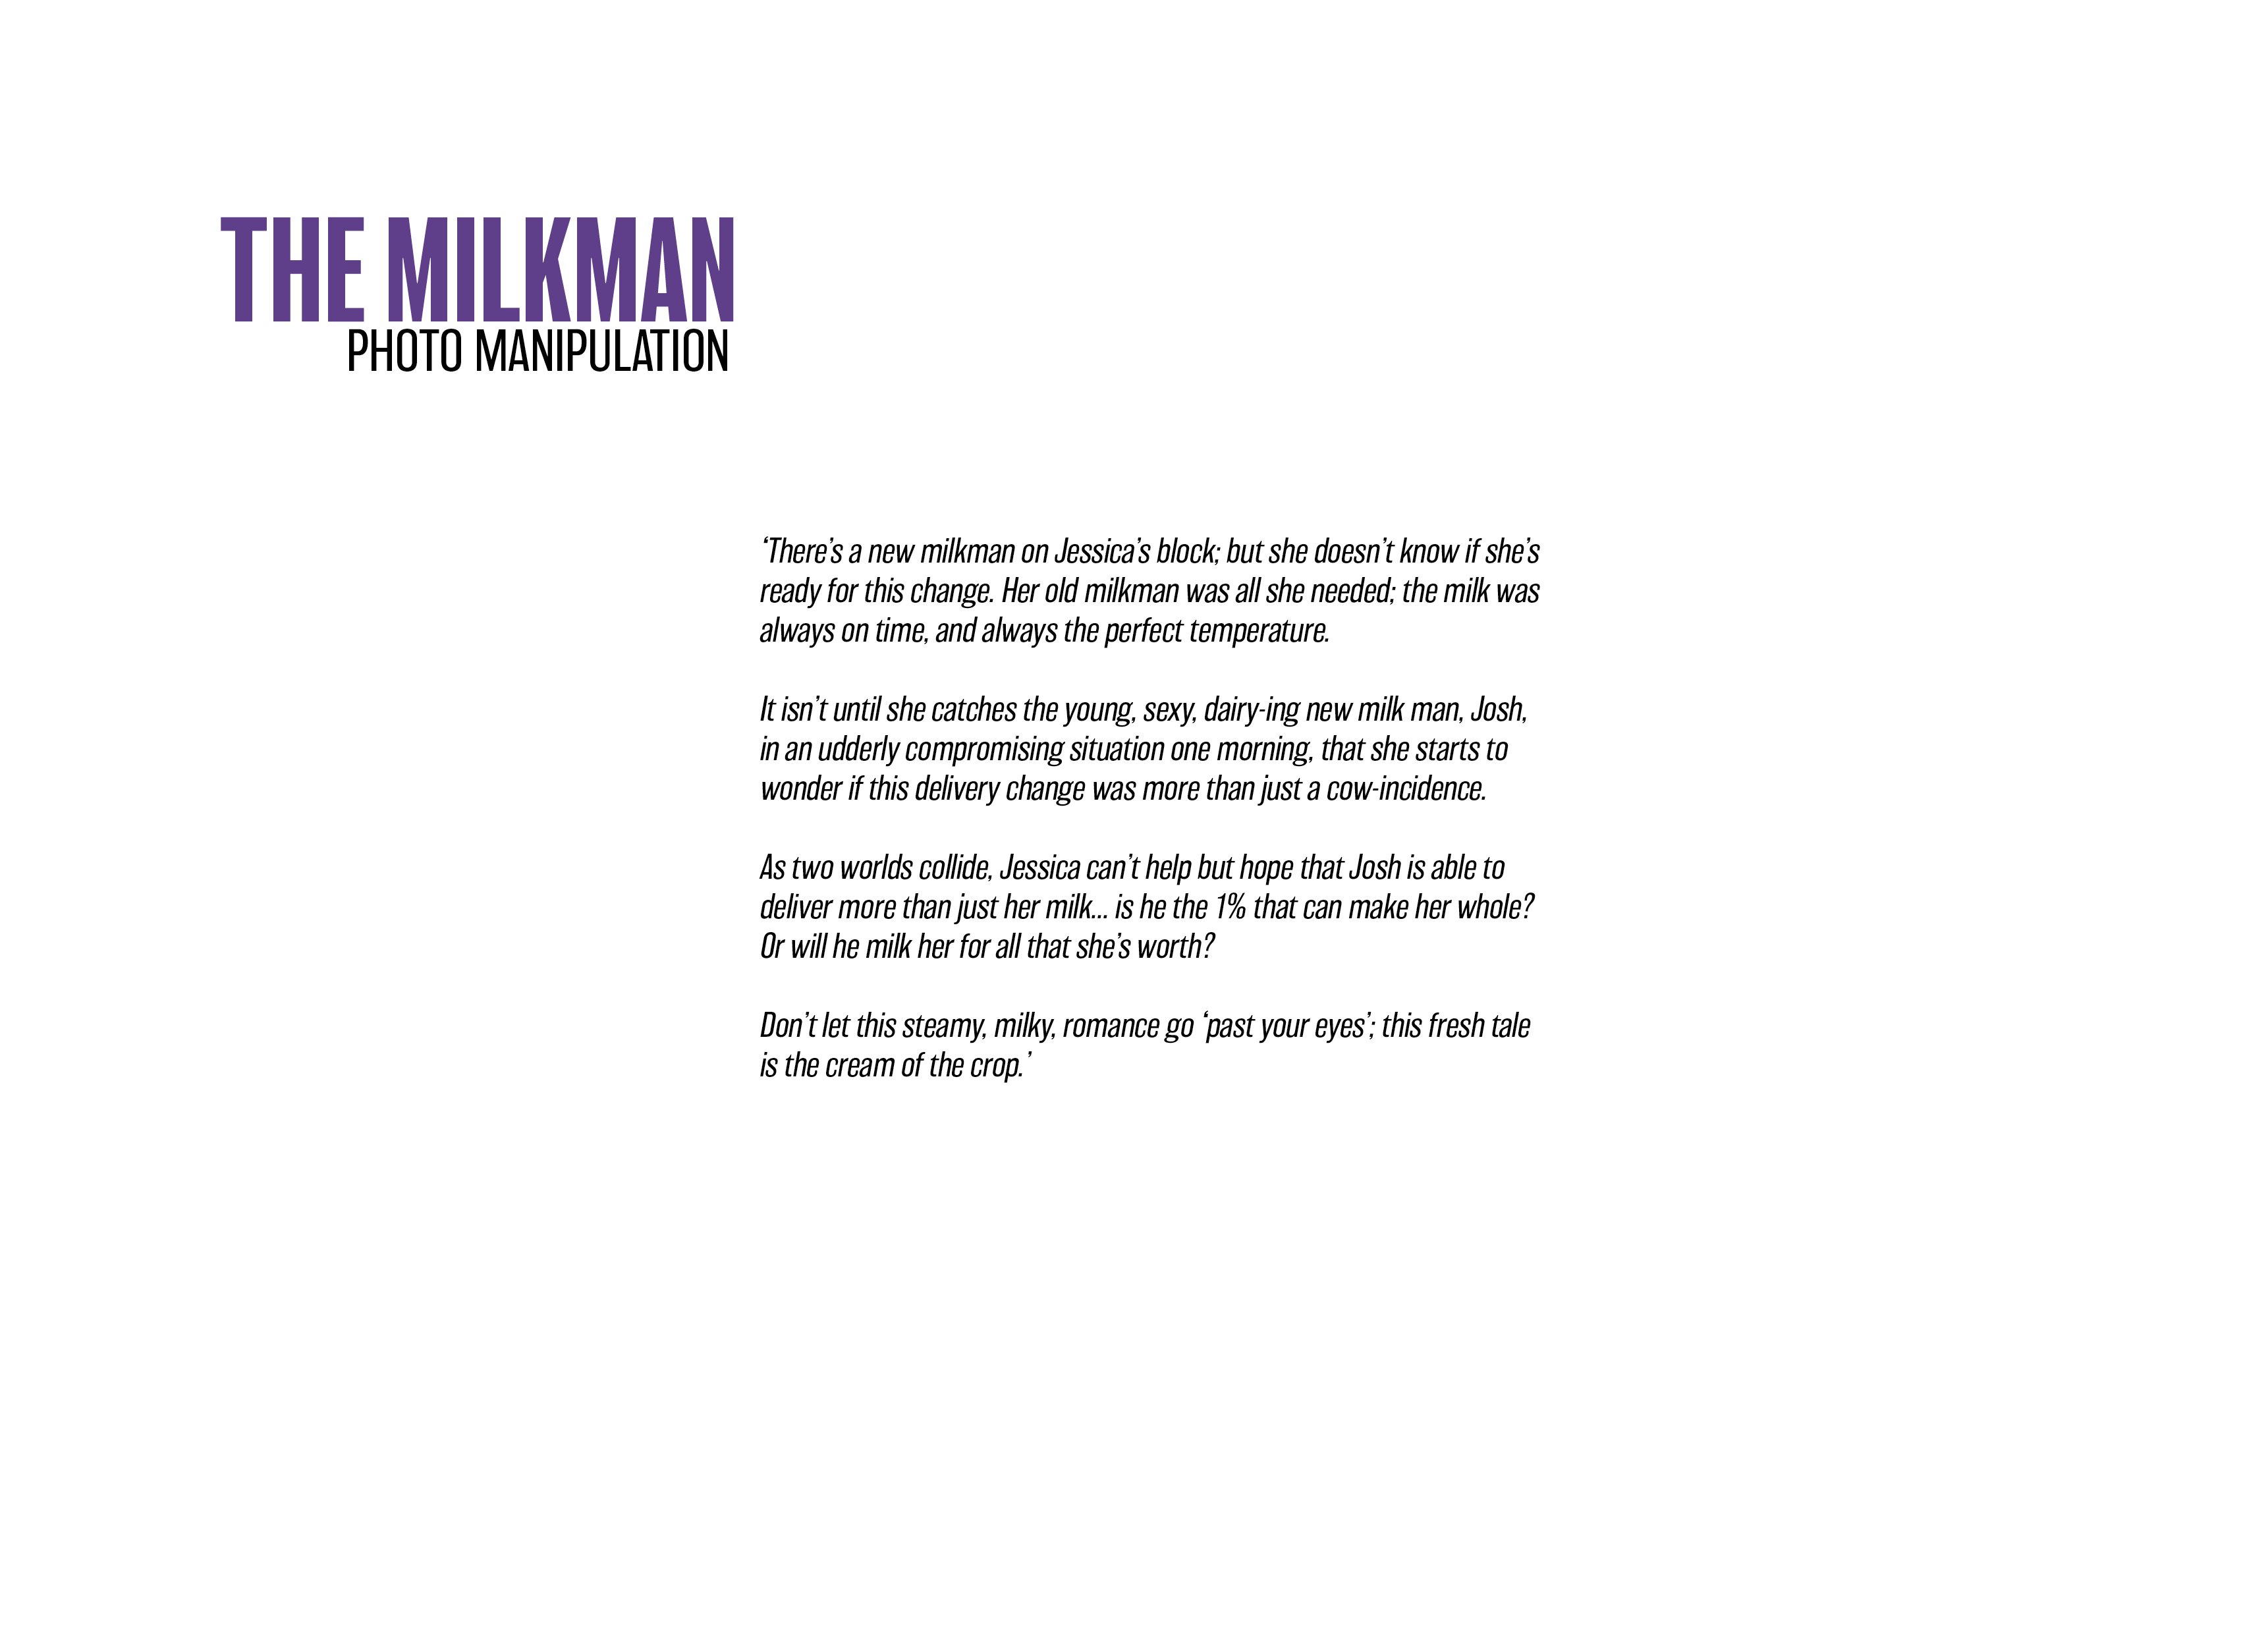 THE MILKMAN
PHOTO MANIPULATION
‘There’s a new milkman on Jessica’s block; but she doesn’t know if she’s
ready for this change. Her old milkman was all she needed; the milk was
always on time, and always the perfect temperature.
It isn’t until she catches the young, sexy, dairy-ing new milk man, Josh,
in an udderly compromising situation one morning, that she starts to
wonder if this delivery change was more than just a cow-incidence.
As two worlds collide, Jessica can’t help but hope that Josh is able to
deliver more than just her milk... is he the 1% that can make her whole?
Or will he milk her for all that she’s worth?
Don’t let this steamy, milky, romance go ‘past your eyes’; this fresh tale
is the cream of the crop.’